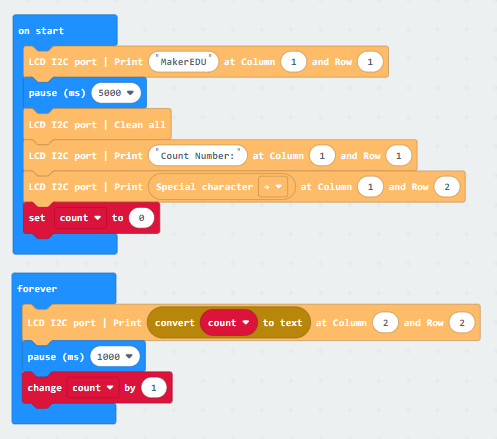 on start
LCD I2C port | Print "MakerEDU" at Column 1 and Row 1
pause (ms) 5000
LCD I2C port | Clean all
LCD I2C port | Print "Count Number:" at Column 1 and Row 1
LCD I2C port | Print Special character → at Column 1 and Row 2
set count to 0
forever
LCD I2C port | Print convert count to text at Column 2 and Row 2
pause (ms) 1000
change count by 1